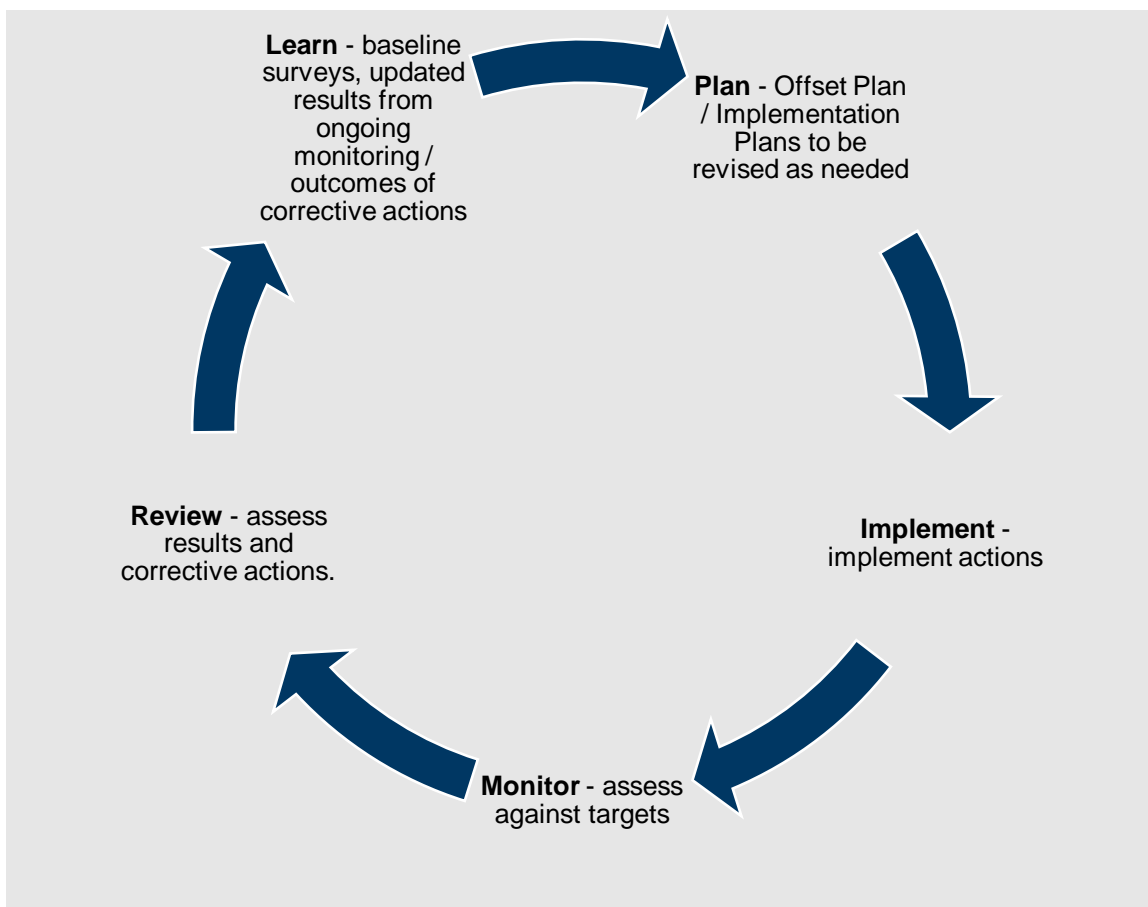 Learn - baseline
surveys, updated
results from
ongoing
monitoring /
outcomes of
corrective actions
Plan - Offset Plan
/ Implementation
Plans to be
revised as needed
Implement -
implement actions
Monitor - assess
against targets
Review - assess
results and
corrective actions.